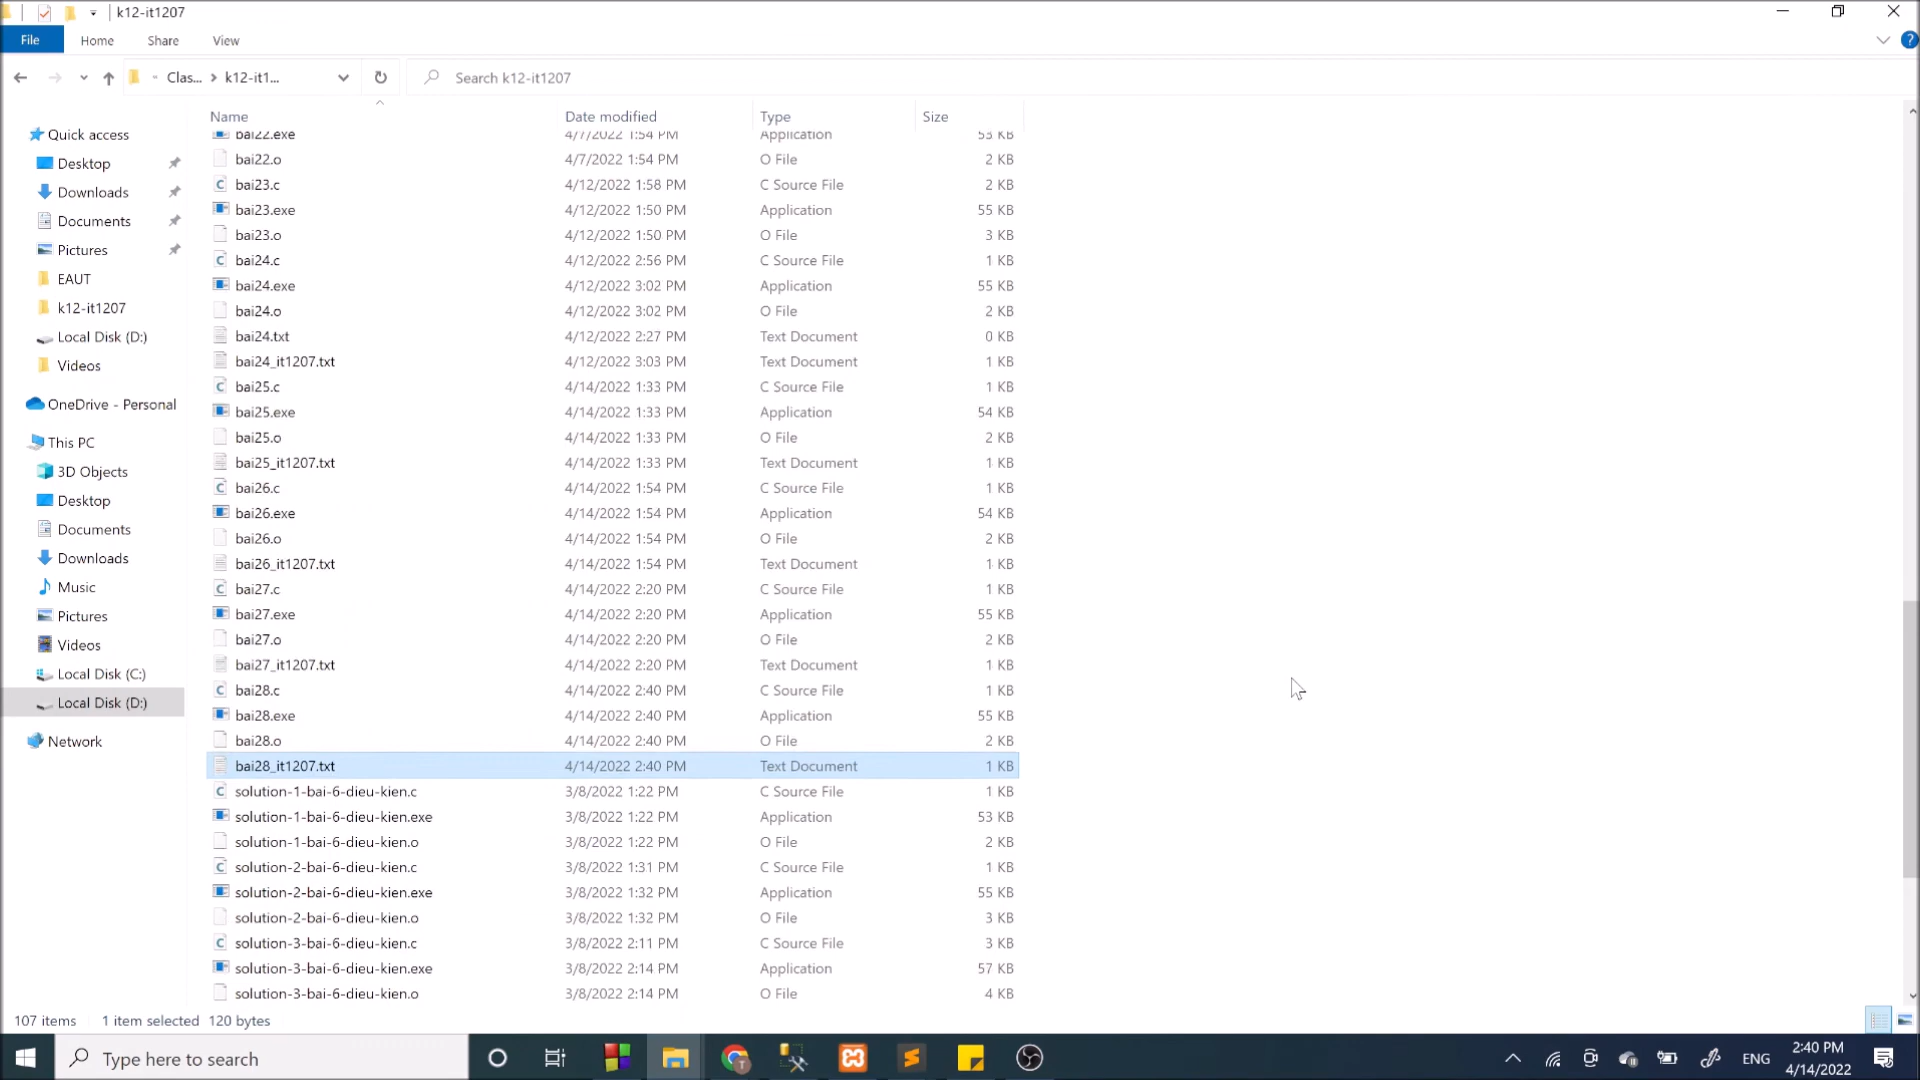 k12-it1207
File Home Share View
Clas... k12-it1... Search k12-it1207
Name Date modified Type Size
Quick access
Desktop
Downloads
Documents
Pictures
EAUT
k12-it1207
Local Disk (D:)
Videos
OneDrive - Personal
This PC
3D Objects
Desktop
Documents
Downloads
Music
Pictures
Videos
Local Disk (C:)
Local Disk (D:)
Network
bai22.exe 4/7/2022 1:54 PM Application 53 KB
bai22.o 4/7/2022 1:54 PM O File 2 KB
bai23.c 4/12/2022 1:58 PM C Source File 2 KB
bai23.exe 4/12/2022 1:50 PM Application 55 KB
bai23.o 4/12/2022 1:50 PM O File 3 KB
bai24.c 4/12/2022 2:56 PM C Source File 1 KB
bai24.exe 4/12/2022 3:02 PM Application 55 KB
bai24.o 4/12/2022 3:02 PM O File 2 KB
bai24.txt 4/12/2022 2:27 PM Text Document 0 KB
bai24_it1207.txt 4/12/2022 3:03 PM Text Document 1 KB
bai25.c 4/14/2022 1:33 PM C Source File 1 KB
bai25.exe 4/14/2022 1:33 PM Application 54 KB
bai25.o 4/14/2022 1:33 PM O File 2 KB
bai25_it1207.txt 4/14/2022 1:33 PM Text Document 1 KB
bai26.c 4/14/2022 1:54 PM C Source File 1 KB
bai26.exe 4/14/2022 1:54 PM Application 54 KB
bai26.o 4/14/2022 1:54 PM O File 2 KB
bai26_it1207.txt 4/14/2022 1:54 PM Text Document 1 KB
bai27.c 4/14/2022 2:20 PM C Source File 1 KB
bai27.exe 4/14/2022 2:20 PM Application 55 KB
bai27.o 4/14/2022 2:20 PM O File 2 KB
bai27_it1207.txt 4/14/2022 2:20 PM Text Document 1 KB
bai28.c 4/14/2022 2:40 PM C Source File 1 KB
bai28.exe 4/14/2022 2:40 PM Application 55 KB
bai28.o 4/14/2022 2:40 PM O File 2 KB
bai28_it1207.txt 4/14/2022 2:40 PM Text Document 1 KB
solution-1-bai-6-dieu-kien.c 3/8/2022 1:22 PM C Source File 1 KB
solution-1-bai-6-dieu-kien.exe 3/8/2022 1:22 PM Application 53 KB
solution-1-bai-6-dieu-kien.o 3/8/2022 1:22 PM O File 2 KB
solution-2-bai-6-dieu-kien.c 3/8/2022 1:31 PM C Source File 1 KB
solution-2-bai-6-dieu-kien.exe 3/8/2022 1:32 PM Application 55 KB
solution-2-bai-6-dieu-kien.o 3/8/2022 1:32 PM O File 3 KB
solution-3-bai-6-dieu-kien.c 3/8/2022 2:11 PM C Source File 3 KB
solution-3-bai-6-dieu-kien.exe 3/8/2022 2:14 PM Application 57 KB
solution-3-bai-6-dieu-kien.o 3/8/2022 2:14 PM O File 4 KB
107 items 1 item selected 120 bytes
Type here to search
ENG
2:40 PM
4/14/2022